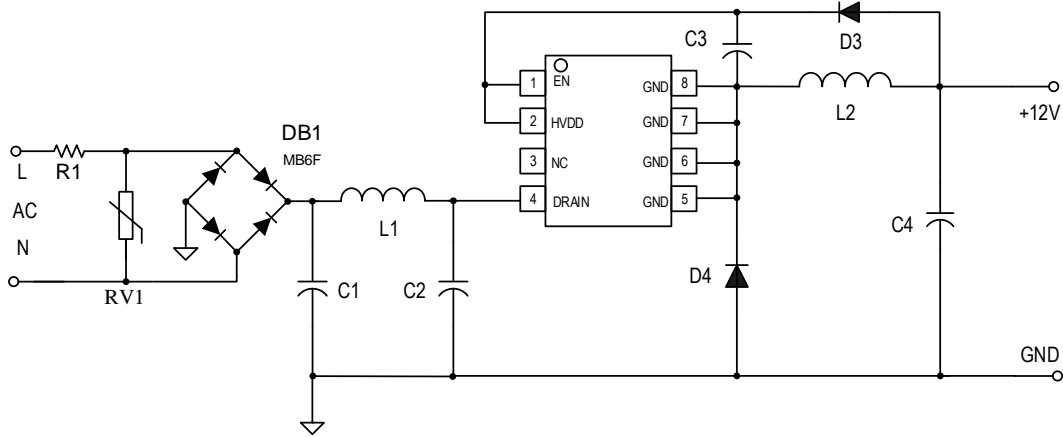 C3
D3
1
EN
GND
8
+12V
L2
2
HVDD
GND
7
DB1
MB6F
3
NC
GND
6
L
R1
4
DRAIN
GND
5
AC
L1
C4
N
D4
C1
C2
RV1
GND